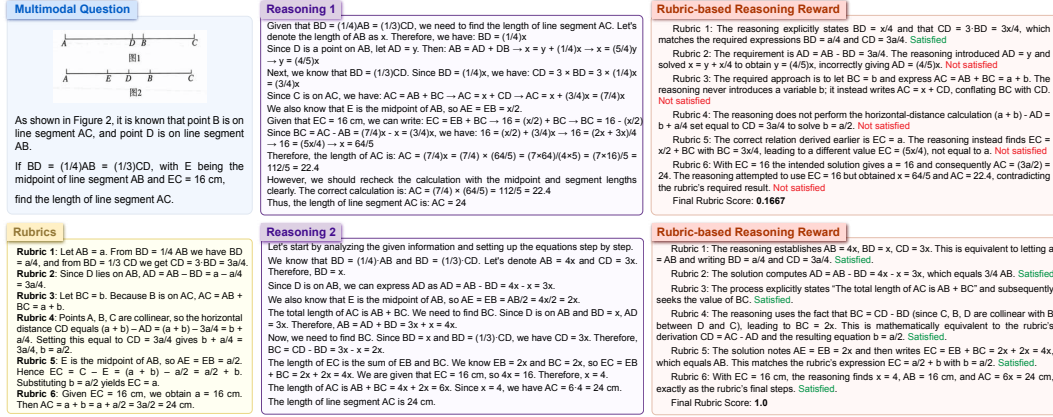 Multimodal Question
A D B C
图1
A E D B C
图2
As shown in Figure 2, it is known that point B is on
line segment AC, and point D is on line segment
AB.
If BD = (1/4)AB = (1/3)CD, with E being the
midpoint of line segment AB and EC = 16 cm,
find the length of line segment AC.
Rubrics
Rubric 1: Let AB = a. From BD = 1/4 AB we have BD
= a/4, and from BD = 1/3 CD we get CD = 3·BD = 3a/4.
Rubric 2: Since D lies on AB, AD = AB – BD = a – a/4
= 3a/4.
Rubric 3: Let BC = b. Because B is on AC, AC = AB +
BC = a + b.
Rubric 4: Points A, B, C are collinear, so the horizontal
distance CD equals (a + b) – AD = (a + b) – 3a/4 = b +
a/4. Setting this equal to CD = 3a/4 gives b + a/4 =
3a/4, b = a/2.
Rubric 5: E is the midpoint of AB, so AE = EB = a/2.
Hence EC = C – E = (a + b) – a/2 = a/2 + b.
Substituting b = a/2 yields EC = a.
Rubric 6: Given EC = 16 cm, we obtain a = 16 cm.
Then AC = a + b = a + a/2 = 3a/2 = 24 cm.
Reasoning 1
Given that BD = (1/4)AB = (1/3)CD, we need to find the length of line segment AC. Let's
denote the length of AB as x. Therefore, we have: BD = (1/4)x
Since D is a point on AB, let AD = y. Then: AB = AD + DB → x = y + (1/4)x → x = (5/4)y
→ y = (4/5)x
Next, we know that BD = (1/3)CD. Since BD = (1/4)x, we have: CD = 3 × BD = 3 × (1/4)x
= (3/4)x
Since C is on AC, we have: AC = AB + BC → AC = x + CD → AC = x + (3/4)x = (7/4)x
We also know that E is the midpoint of AB, so AE = EB = x/2.
Given that EC = 16 cm, we can write: EC = EB + BC → 16 = (x/2) + BC → BC = 16 - (x/2)
Since BC = AC - AB = (7/4)x - x = (3/4)x, we have: 16 = (x/2) + (3/4)x → 16 = (2x + 3x)/4
→ 16 = (5x/4) → x = 64/5
Therefore, the length of AC is: AC = (7/4)x = (7/4) × (64/5) = (7×64)/(4×5) = (7×16)/5 =
112/5 = 22.4
However, we should recheck the calculation with the midpoint and segment lengths
clearly. The correct calculation is: AC = (7/4) × (64/5) = 112/5 = 22.4
Thus, the length of line segment AC is: AC = 24
Reasoning 2
Let's start by analyzing the given information and setting up the equations step by step.
We know that BD = (1/4)·AB and BD = (1/3)·CD. Let's denote AB = 4x and CD = 3x.
Therefore, BD = x.
Since D is on AB, we can express AD as AD = AB - BD = 4x - x = 3x.
We also know that E is the midpoint of AB, so AE = EB = AB/2 = 4x/2 = 2x.
The total length of AC is AB + BC. We need to find BC. Since D is on AB and BD = x, AD
= 3x. Therefore, AB = AD + BD = 3x + x = 4x.
Now, we need to find BC. Since BD = x and BD = (1/3)·CD, we have CD = 3x. Therefore,
BC = CD - BD = 3x - x = 2x.
The length of EC is the sum of EB and BC. We know EB = 2x and BC = 2x, so EC = EB
+ BC = 2x + 2x = 4x. We are given that EC = 16 cm, so 4x = 16. Therefore, x = 4.
The length of AC is AB + BC = 4x + 2x = 6x. Since x = 4, we have AC = 6·4 = 24 cm.
The length of line segment AC is 24 cm.
Rubric-based Reasoning Reward
Rubric 1: The reasoning explicitly states BD = x/4 and that CD = 3·BD = 3x/4, which
matches the required expressions BD = a/4 and CD = 3a/4. Satisfied
Rubric 2: The requirement is AD = AB - BD = 3a/4. The reasoning introduced AD = y and
solved x = y + x/4 to obtain y = (4/5)x, incorrectly giving AD = (4/5)x. Not satisfied
Rubric 3: The required approach is to let BC = b and express AC = AB + BC = a + b. The
reasoning never introduces a variable b; it instead writes AC = x + CD, conflating BC with CD.
Not satisfied
Rubric 4: The reasoning does not perform the horizontal-distance calculation (a + b) - AD =
b + a/4 set equal to CD = 3a/4 to solve b = a/2. Not satisfied
Rubric 5: The correct relation derived earlier is EC = a. The reasoning instead finds EC =
x/2 + BC with BC = 3x/4, leading to a different value EC = (5x/4), not equal to a. Not satisfied
Rubric 6: With EC = 16 the intended solution gives a = 16 and consequently AC = (3a/2) =
24. The reasoning attempted to use EC = 16 but obtained x = 64/5 and AC = 22.4, contradicting
the rubric's required result. Not satisfied
Final Rubric Score: 0.1667
Rubric-based Reasoning Reward
Rubric 1: The reasoning establishes AB = 4x, BD = x, CD = 3x. This is equivalent to letting a
= AB and writing BD = a/4 and CD = 3a/4. Satisfied.
Rubric 2: The solution computes AD = AB - BD = 4x - x = 3x, which equals 3/4 AB. Satisfied
Rubric 3: The process explicitly states “The total length of AC is AB + BC” and subsequently
seeks the value of BC. Satisfied.
Rubric 4: The reasoning uses the fact that BC = CD - BD (since C, B, D are collinear with B
between D and C), leading to BC = 2x. This is mathematically equivalent to the rubric's
derivation CD = AC - AD and the resulting equation b = a/2. Satisfied.
Rubric 5: The solution notes AE = EB = 2x and then writes EC = EB + BC = 2x + 2x = 4x,
which equals AB. This matches the rubric's expression EC = a/2 + b with b = a/2. Satisfied.
Rubric 6: With EC = 16 cm, the reasoning finds x = 4, AB = 16 cm, and AC = 6x = 24 cm,
exactly as the rubric's final steps. Satisfied.
Final Rubric Score: 1.0